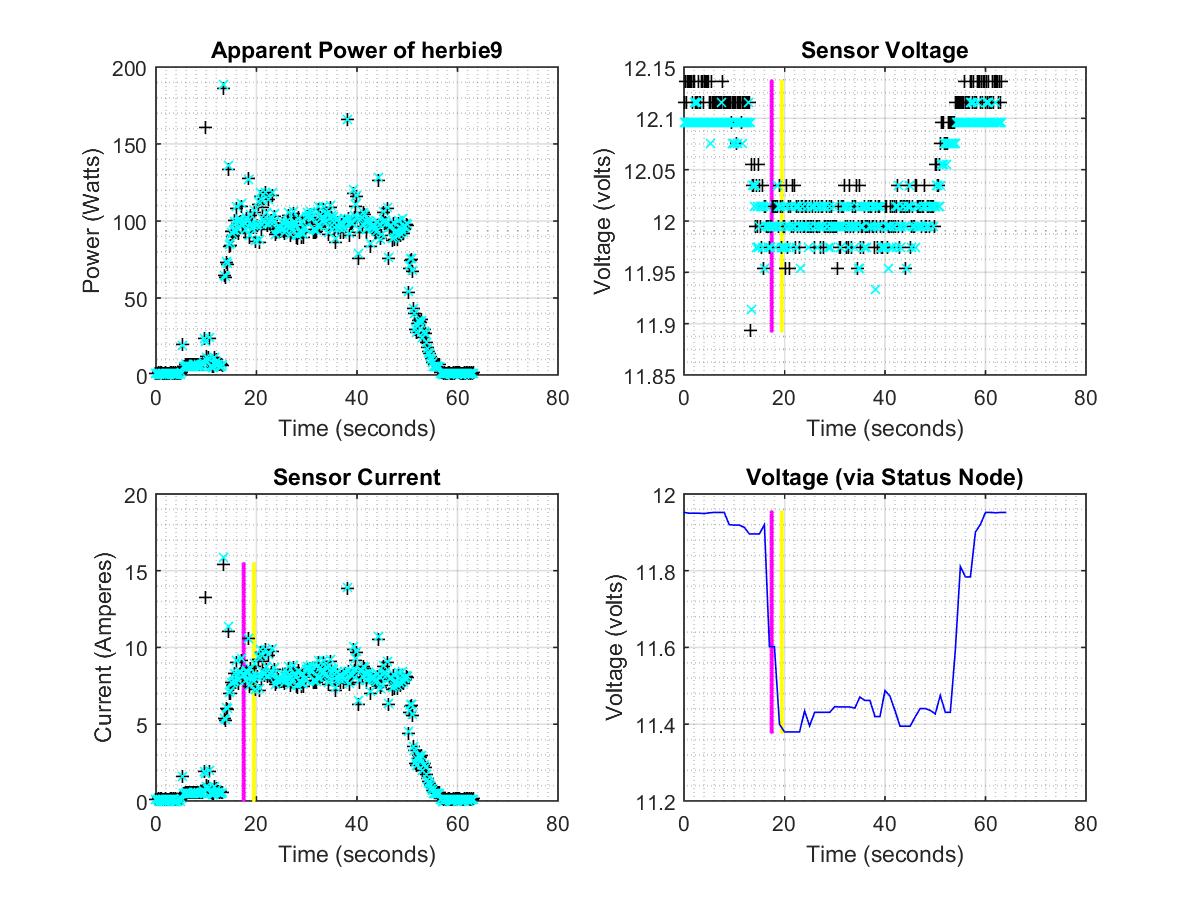 Apparent Power of herbie9
200
150
100
50
0
0 20 40 60 80
Power (Watts)
Time (seconds)
Sensor Voltage
12.15
12.1
12.05
12
11.95
11.9
11.85
0 20 40 60 80
Voltage (volts)
Time (seconds)
Sensor Current
20
15
10
5
0
0 20 40 60 80
Current (Amperes)
Time (seconds)
Voltage (via Status Node)
12
11.8
11.6
11.4
11.2
0 20 40 60 80
Voltage (volts)
Time (seconds)